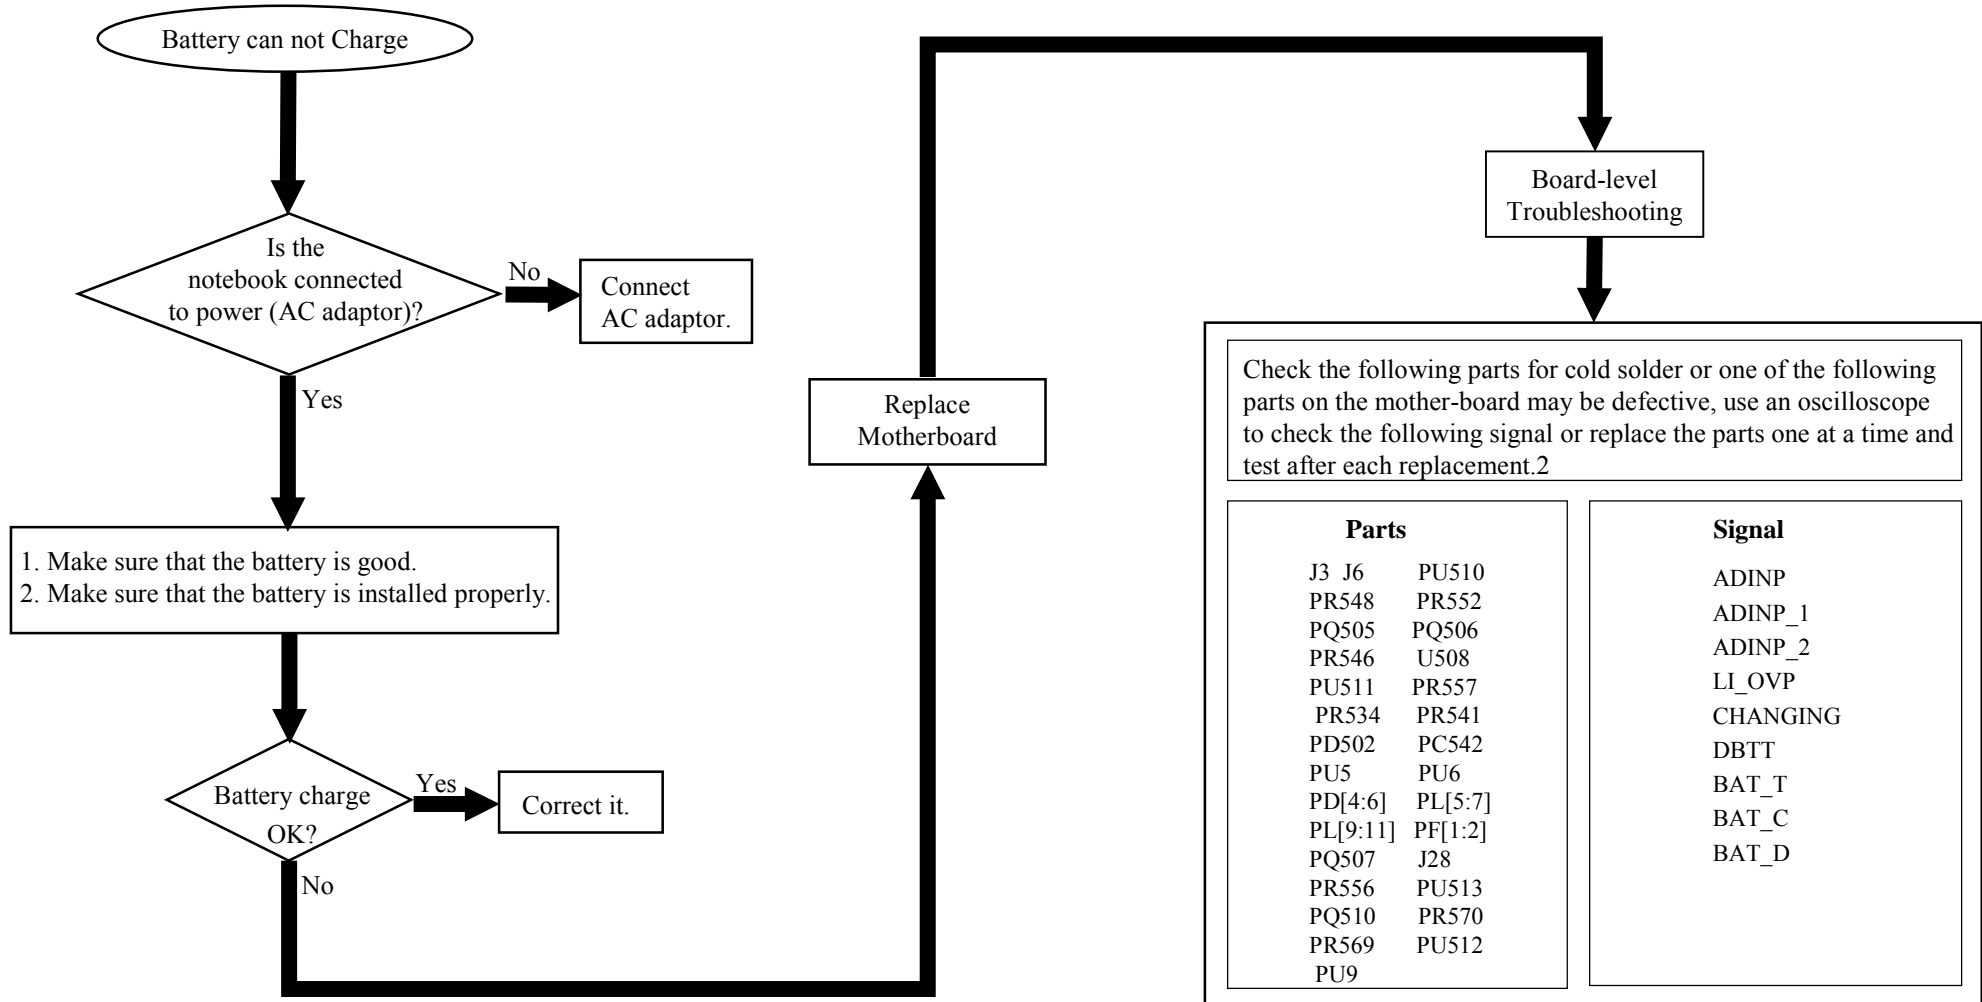 Battery can not Charge
Is the
notebook connected
to power (AC adaptor)?
No
Connect
AC adaptor.
Yes
1. Make sure that the battery is good.
2. Make sure that the battery is installed properly.
Battery charge
OK?
Yes
Correct it.
No
Replace
Motherboard
Board-level
Troubleshooting
Check the following parts for cold solder or one of the following
parts on the mother-board may be defective, use an oscilloscope
to check the following signal or replace the parts one at a time and
test after each replacement.2
Parts
J3 J6 PU510
PR548 PR552
PQ505 PQ506
PR546 U508
PU511 PR557
PR534 PR541
PD502 PC542
PU5 PU6
PD[4:6] PL[5:7]
PL[9:11] PF[1:2]
PQ507 J28
PR556 PU513
PQ510 PR570
PR569 PU512
PU9
Signal
ADINP
ADINP_1
ADINP_2
LI_OVP
CHANGING
DBTT
BAT_T
BAT_C
BAT_D